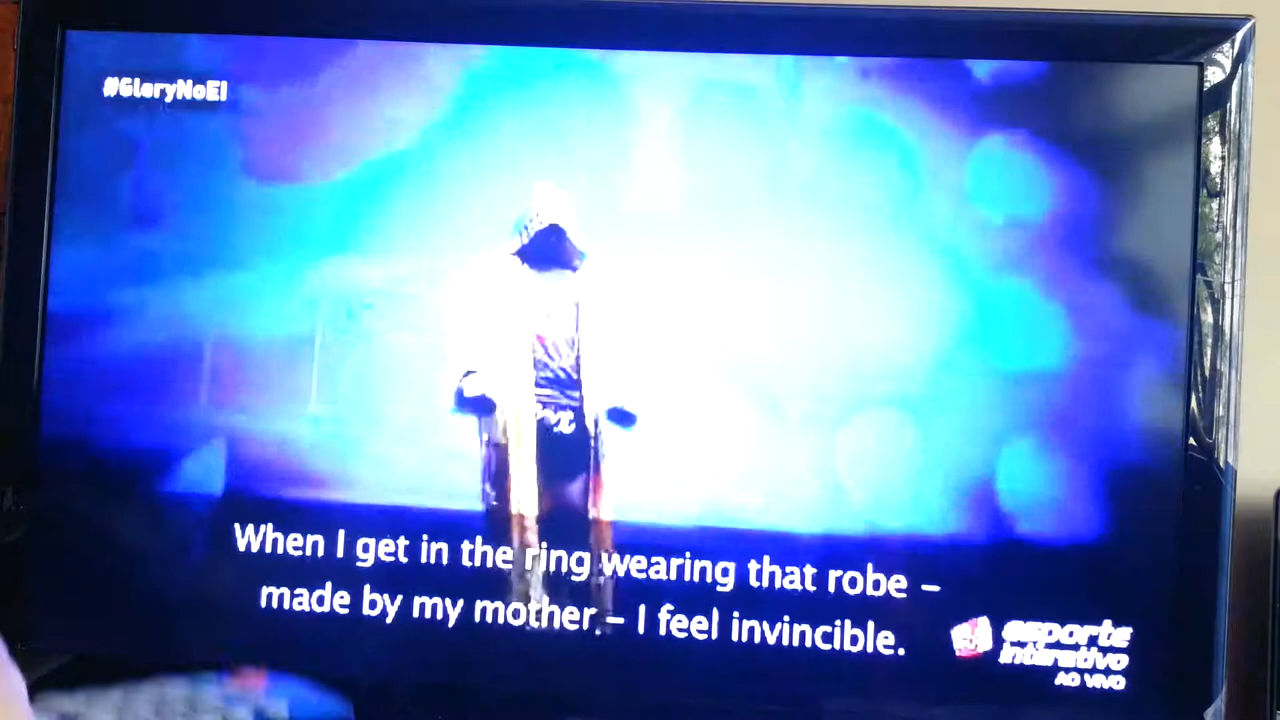 #GloryNoEI
When I get in the ring wearing that robe –
made by my mother – I feel invincible.
esporte
interativo
AO VIVO